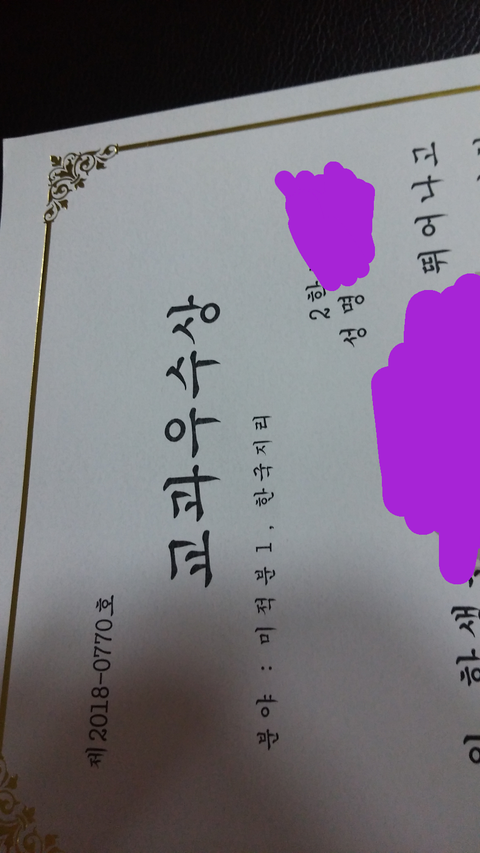 제 2018-0770호
교과우수상
분야 : 미적분1, 한국지리
2학
성명
뛰어나고
학생